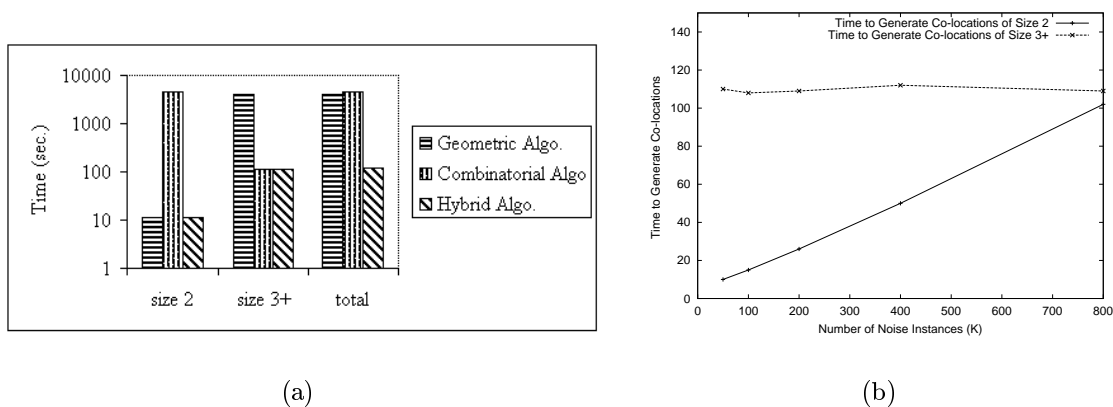 10000
1000
100
10
1
Time (sec.)
size 2
size 3+
total
Geometric Algo.
Combinatorial Algo
Hybrid Algo.
(a)
Time to Generate Co-locations of Size 2
Time to Generate Co-locations of Size 3+
140
120
100
80
60
40
20
0
Time to Generate Co-locations
0 100 200 300 400 500 600 700 800
Number of Noise Instances (K)
(b)